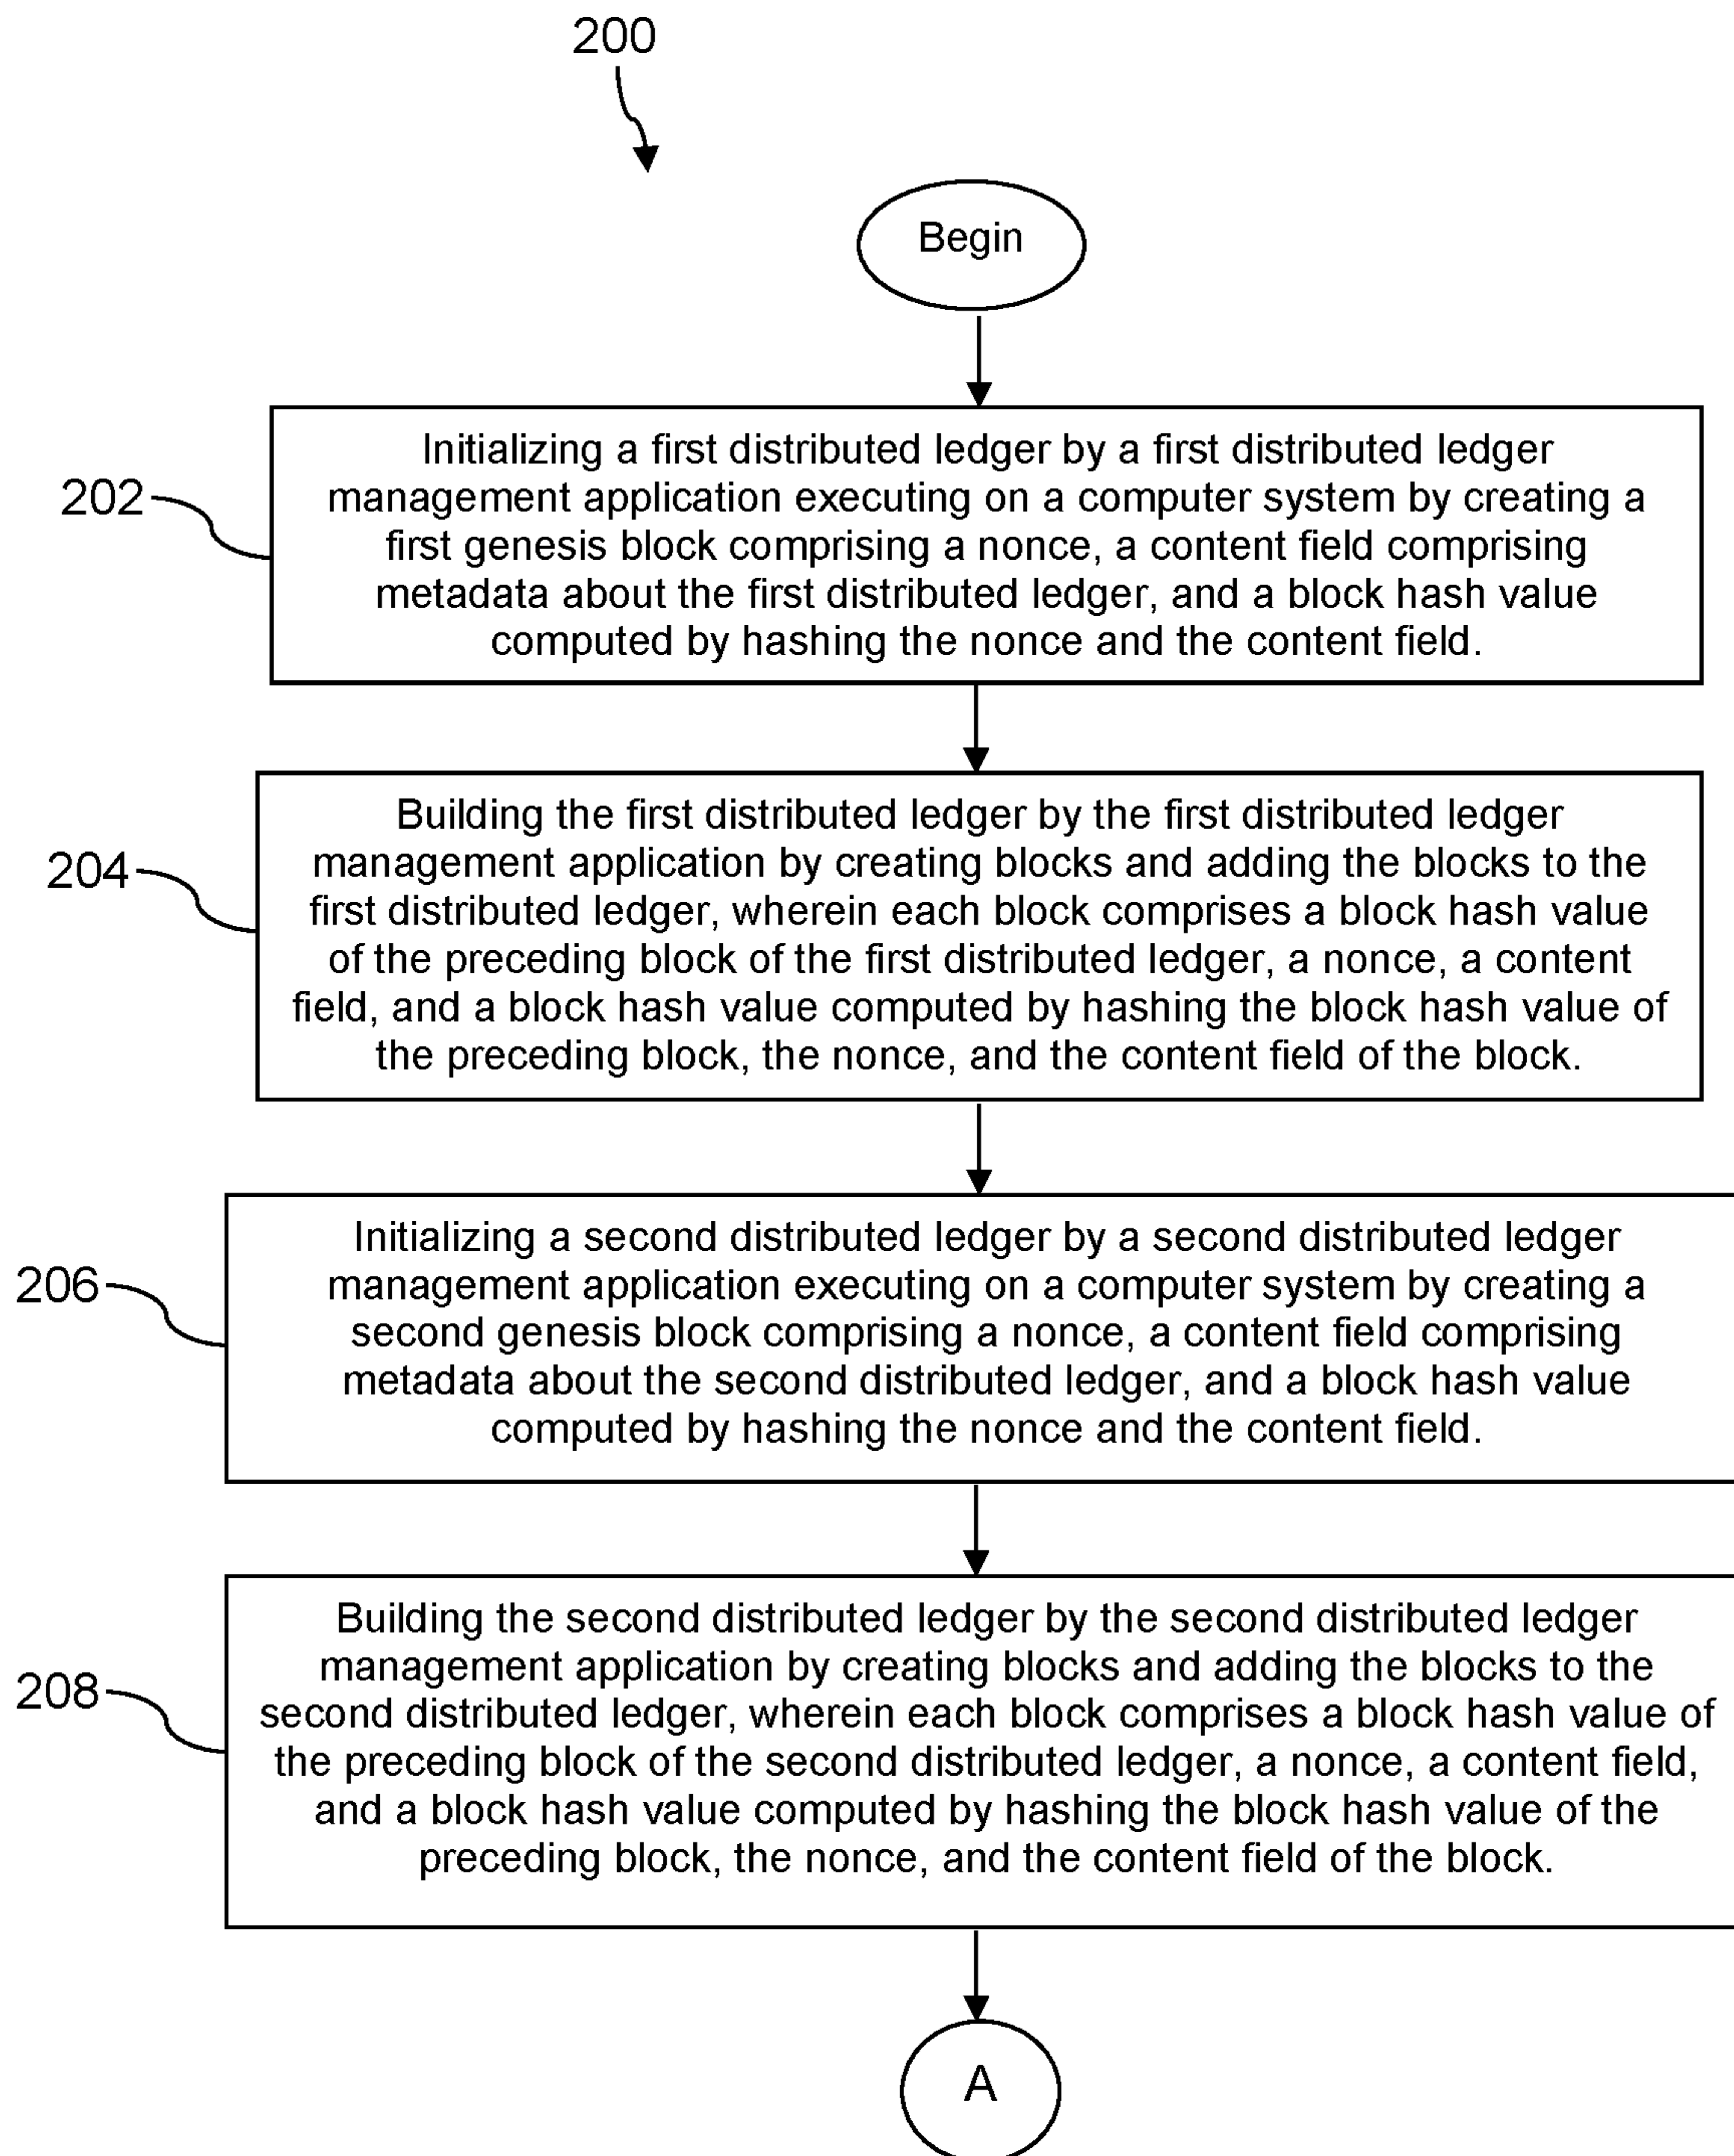 200
Begin
202
Initializing a first distributed ledger by a first distributed ledger
management application executing on a computer system by creating a
first genesis block comprising a nonce, a content field comprising
metadata about the first distributed ledger, and a block hash value
computed by hashing the nonce and the content field.
204
Building the first distributed ledger by the first distributed ledger
management application by creating blocks and adding the blocks to the
first distributed ledger, wherein each block comprises a block hash value
of the preceding block of the first distributed ledger, a nonce, a content
field, and a block hash value computed by hashing the block hash value of
the preceding block, the nonce, and the content field of the block.
206
Initializing a second distributed ledger by a second distributed ledger
management application executing on a computer system by creating a
second genesis block comprising a nonce, a content field comprising
metadata about the second distributed ledger, and a block hash value
computed by hashing the nonce and the content field.
208
Building the second distributed ledger by the second distributed ledger
management application by creating blocks and adding the blocks to the
second distributed ledger, wherein each block comprises a block hash value of
the preceding block of the second distributed ledger, a nonce, a content field,
and a block hash value computed by hashing the block hash value of the
preceding block, the nonce, and the content field of the block.
A